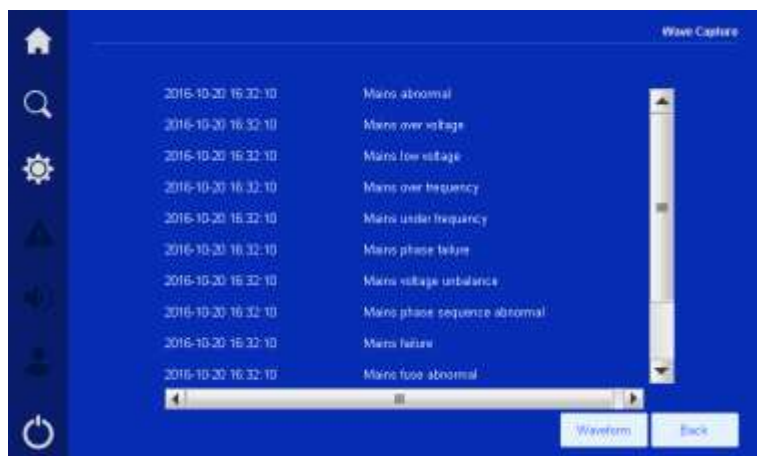 Wave Capture
2016-10-20 16:32:10 Mains abnormal
2016-10-20 16:32:10 Mains over voltage
2016-10-20 16:32:10 Mains low voltage
2016-10-20 16:32:10 Mains over frequency
2016-10-20 16:32:10 Mains under frequency
2016-10-20 16:32:10 Mains phase failure
2016-10-20 16:32:10 Mains voltage unbalance
2016-10-20 16:32:10 Mains phase sequence abnormal
2016-10-20 16:32:10 Mains failure
2016-10-20 16:32:10 Mains fuse abnormal
Waveform Back